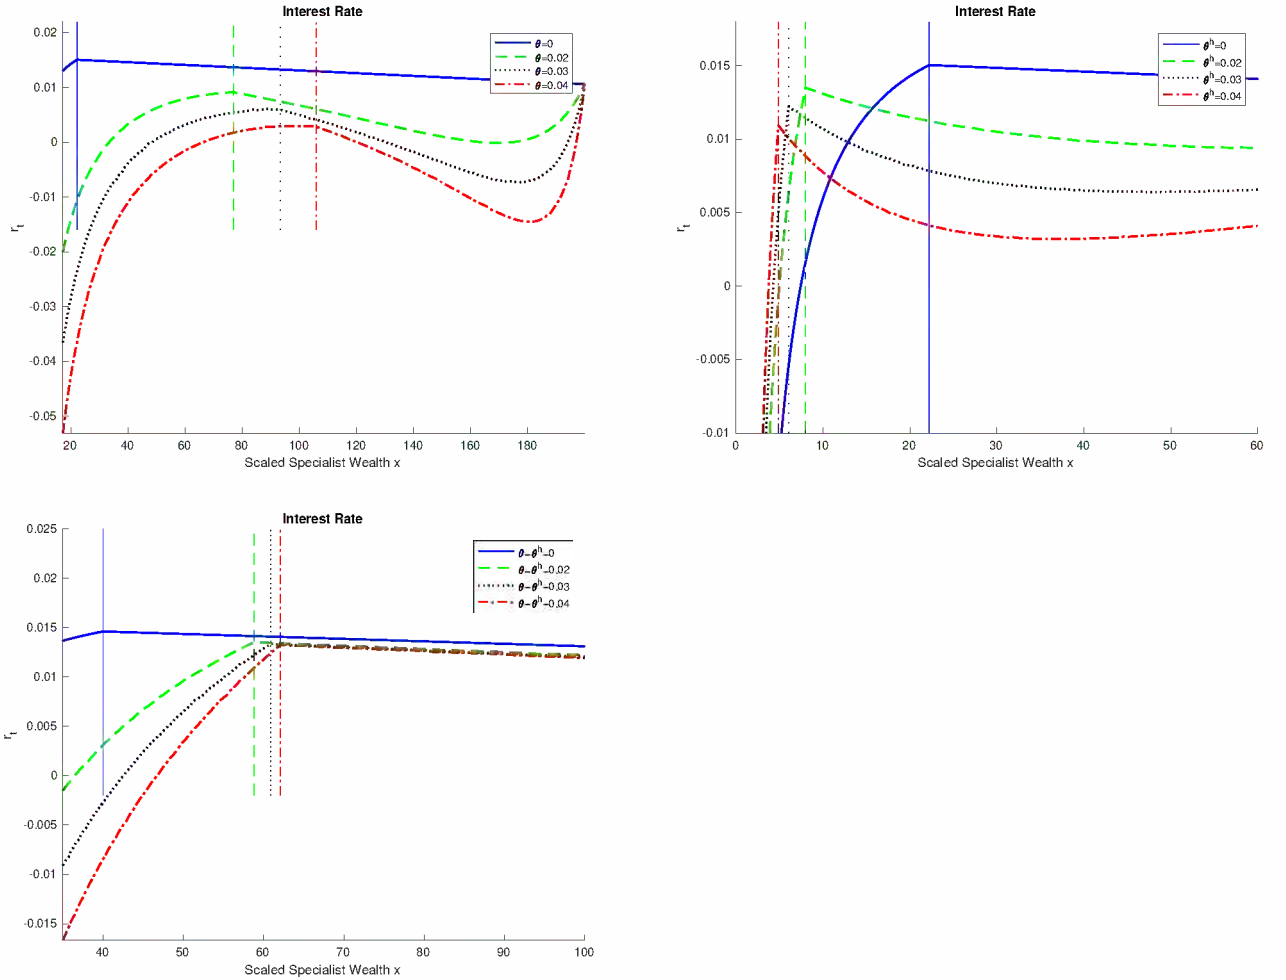 Interest Rate
0.02
0.01
0
-0.01
-0.02
-0.03
-0.04
-0.05
r_t
20 40 60 80 100 120 140 160 180
Scaled Specialist Wealth x
θ=0
θ=0.02
θ=0.03
θ=0.04
Interest Rate
0.015
0.01
0.005
0
-0.005
-0.01
r_t
0 10 20 30 40 50 60
Scaled Specialist Wealth x
θ^h=0
θ^h=0.02
θ^h=0.03
θ^h=0.04
Interest Rate
0.025
0.02
0.015
0.01
0.005
0
-0.005
-0.01
-0.015
r_t
40 50 60 70 80 90 100
Scaled Specialist Wealth x
θ=θ^h=0
θ=θ^h=0.02
θ=θ^h=0.03
θ=θ^h=0.04